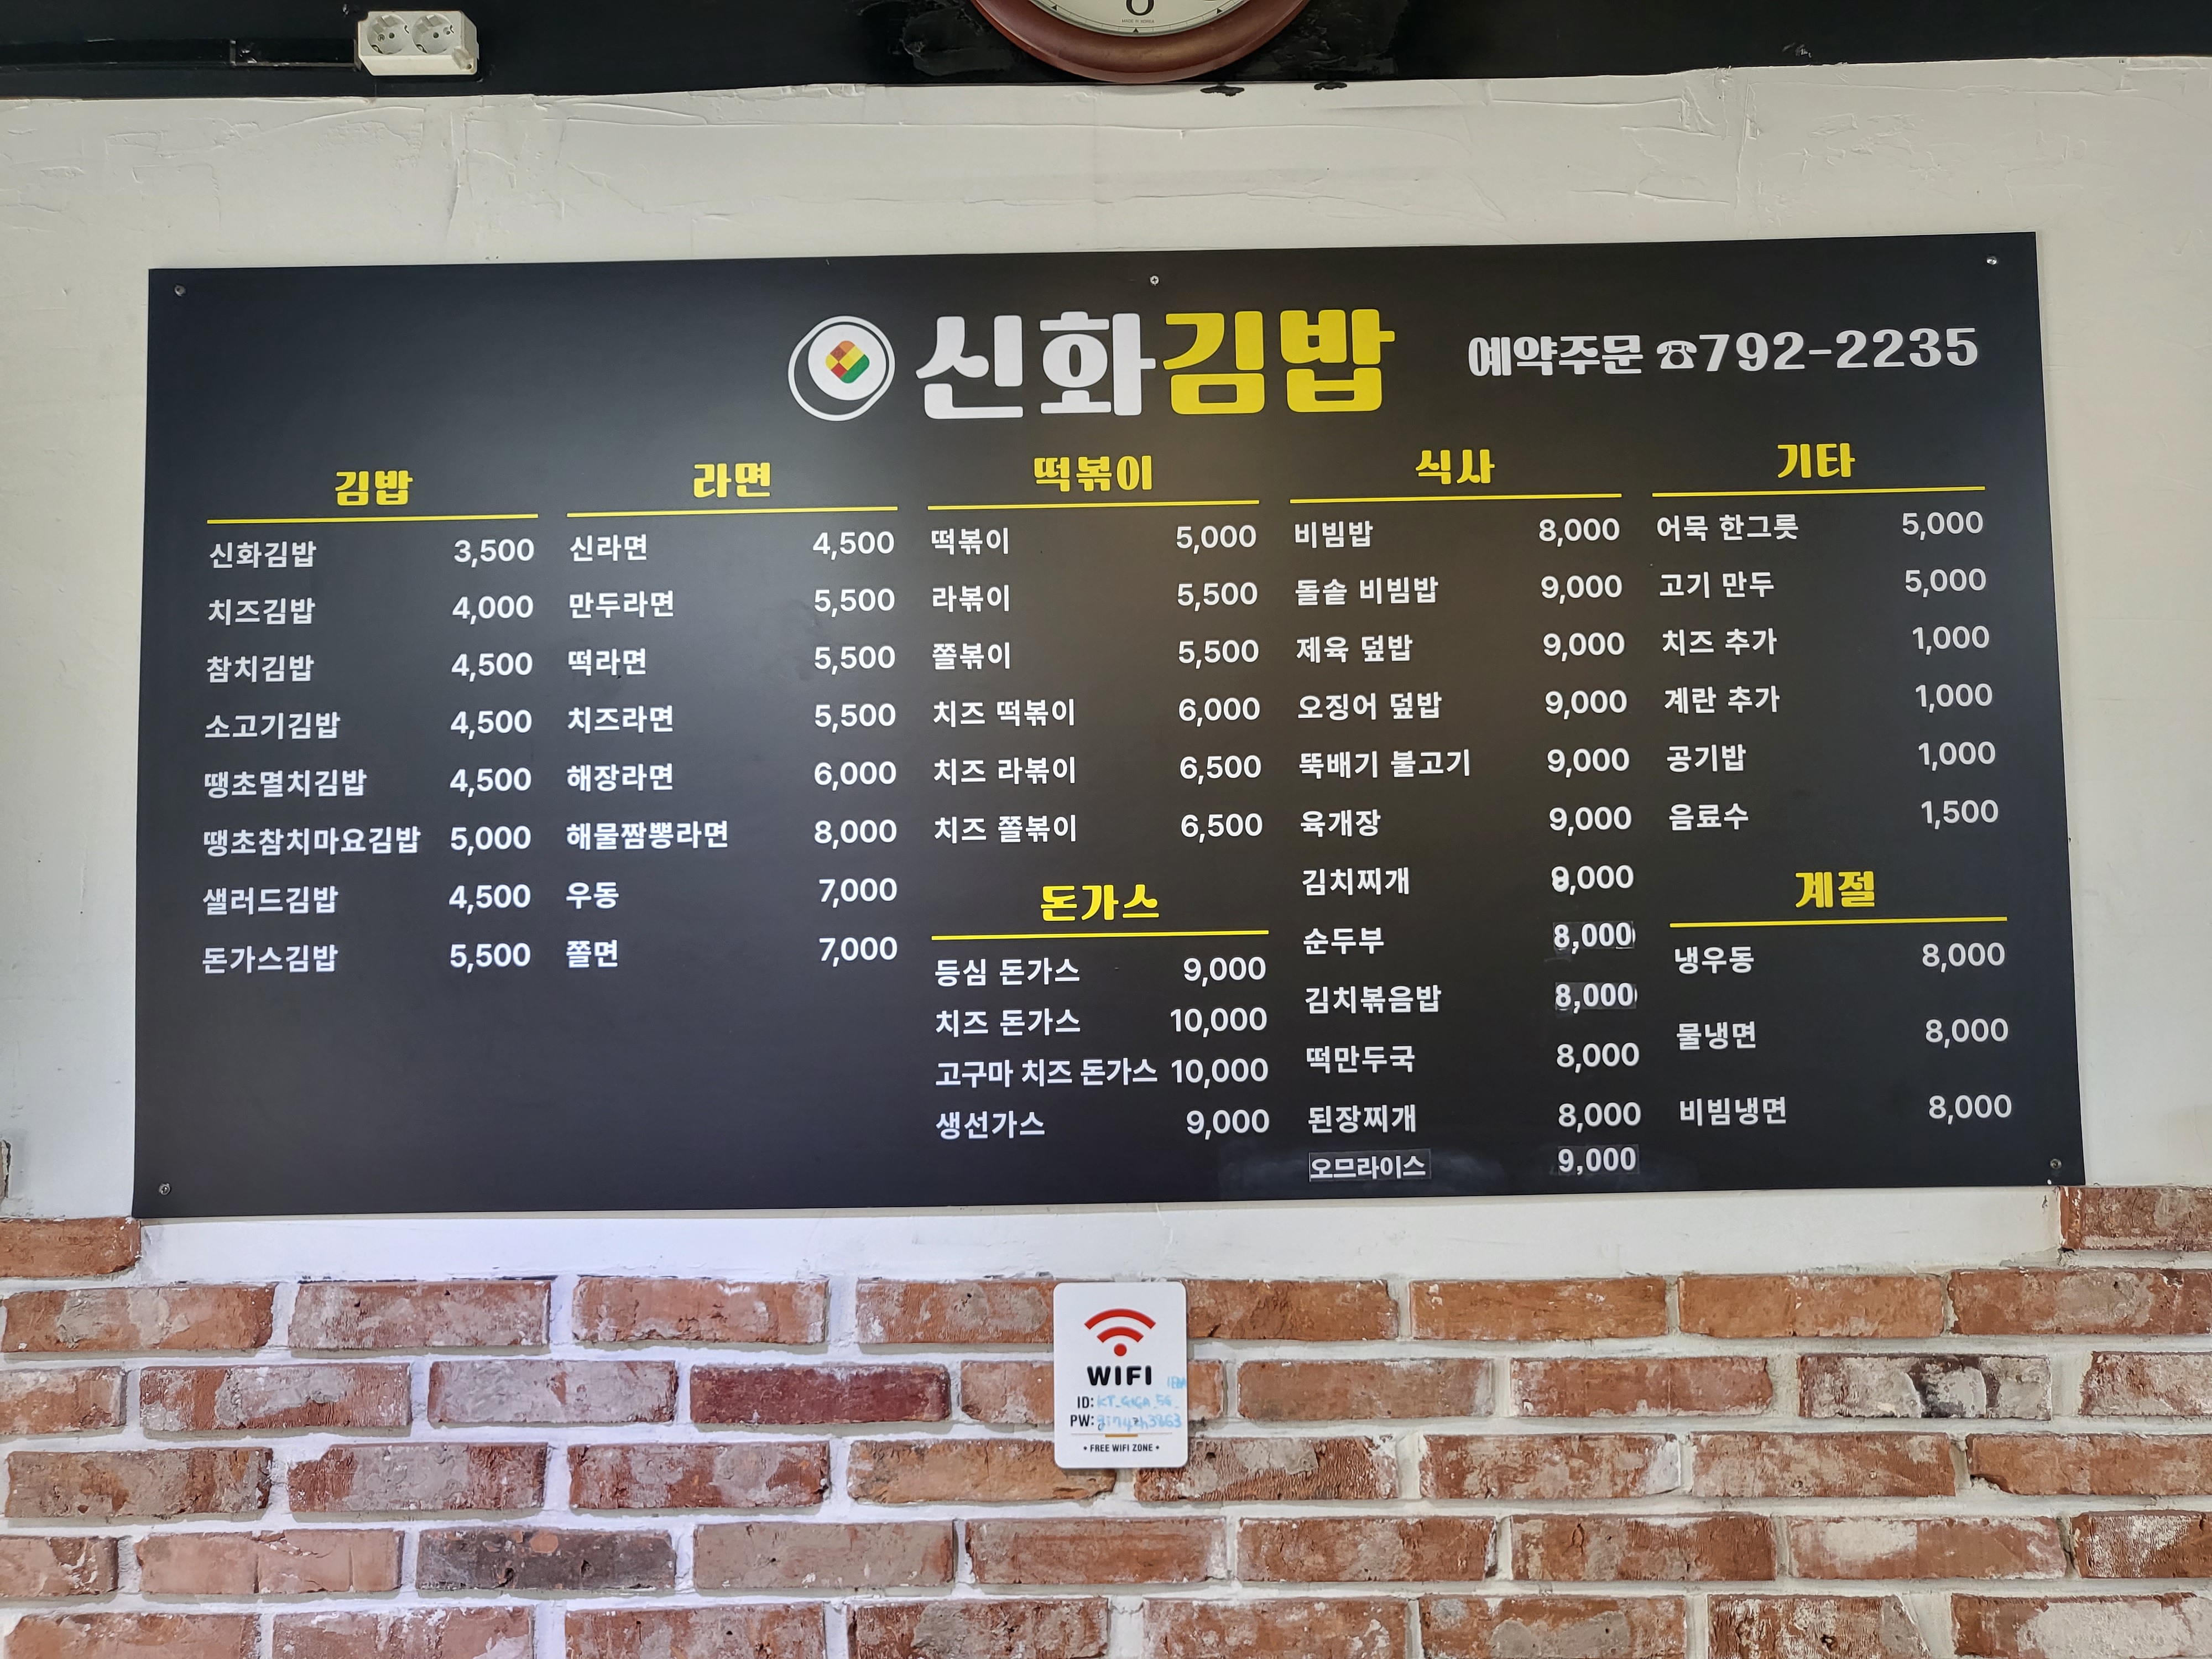 신화김밥
예약주문 ☎792-2235
김밥
신화김밥 3,500
치즈김밥 4,000
참치김밥 4,500
소고기김밥 4,500
땡초멸치김밥 4,500
땡초참치마요김밥 5,000
샐러드김밥 4,500
돈가스김밥 5,500
라면
신라면 4,500
만두라면 5,500
떡라면 5,500
치즈라면 5,500
해장라면 6,000
해물짬뽕라면 8,000
우동 7,000
쫄면 7,000
떡볶이
떡볶이 5,000
라볶이 5,500
쫄볶이 5,500
치즈 떡볶이 6,000
치즈 라볶이 6,500
치즈 쫄볶이 6,500
돈가스
등심 돈가스 9,000
치즈 돈가스 10,000
고구마 치즈 돈가스 10,000
생선가스 9,000
식사
비빔밥 8,000
돌솥 비빔밥 9,000
제육 덮밥 9,000
오징어 덮밥 9,000
뚝배기 불고기 9,000
육개장 9,000
김치찌개
순두부 8,000
김치볶음밥 8,000
떡만두국 8,000
된장찌개 8,000
오므라이스 9,000
기타
어묵 한그릇 5,000
고기 만두 5,000
치즈 추가 1,000
계란 추가 1,000
공기밥 1,000
음료수 1,500
계절
냉우동 8,000
물냉면 8,000
비빔냉면 8,000
WIFI
ID: KT_GiGA_5G_
PW:
• FREE WIFI ZONE •